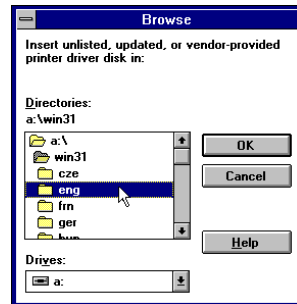 Browse
Insert unlisted, updated, or vendor-provided
printer driver disk in:
Directories:
a:\win31
a:\
win31
cze
eng
frn
ger
hun
OK
Cancel
Help
Drives:
a: